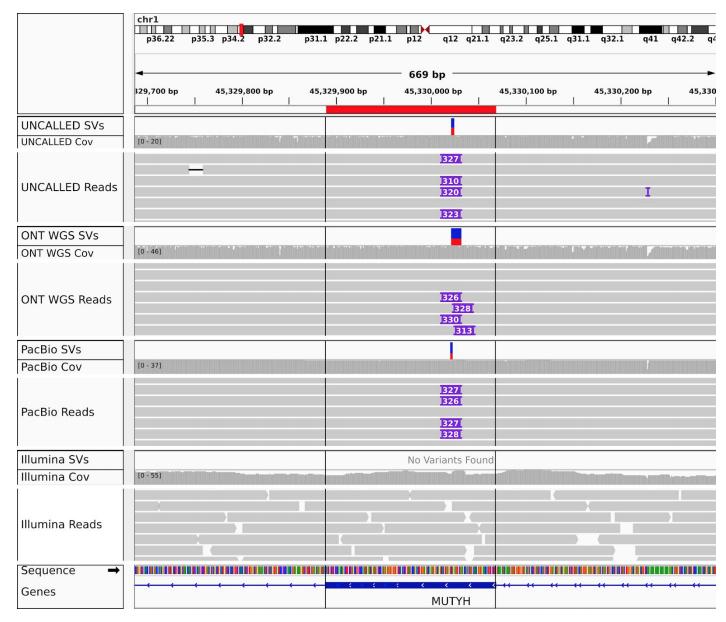 chr1
p36.22 p35.3 p34.2 p32.2 p31.1 p22.2 p21.1 p12 q12 q21.1 q23.2 q25.1 q31.1 q32.1 q41 q42.2 q4
669 bp
329,700 bp 45,329,800 bp 45,329,900 bp 45,330,000 bp 45,330,100 bp 45,330,200 bp 45,330
UNCALLED SVs
UNCALLED Cov [0 - 20]
327
UNCALLED Reads
310
320
323
ONT WGS SVs
ONT WGS Cov [0 - 46]
ONT WGS Reads
326
328
330
313
PacBio SVs
PacBio Cov [0 - 37]
PacBio Reads
327
326
327
328
Illumina SVs No Variants Found
Illumina Cov [0 - 55]
Illumina Reads
Sequence
Genes
MUTYH